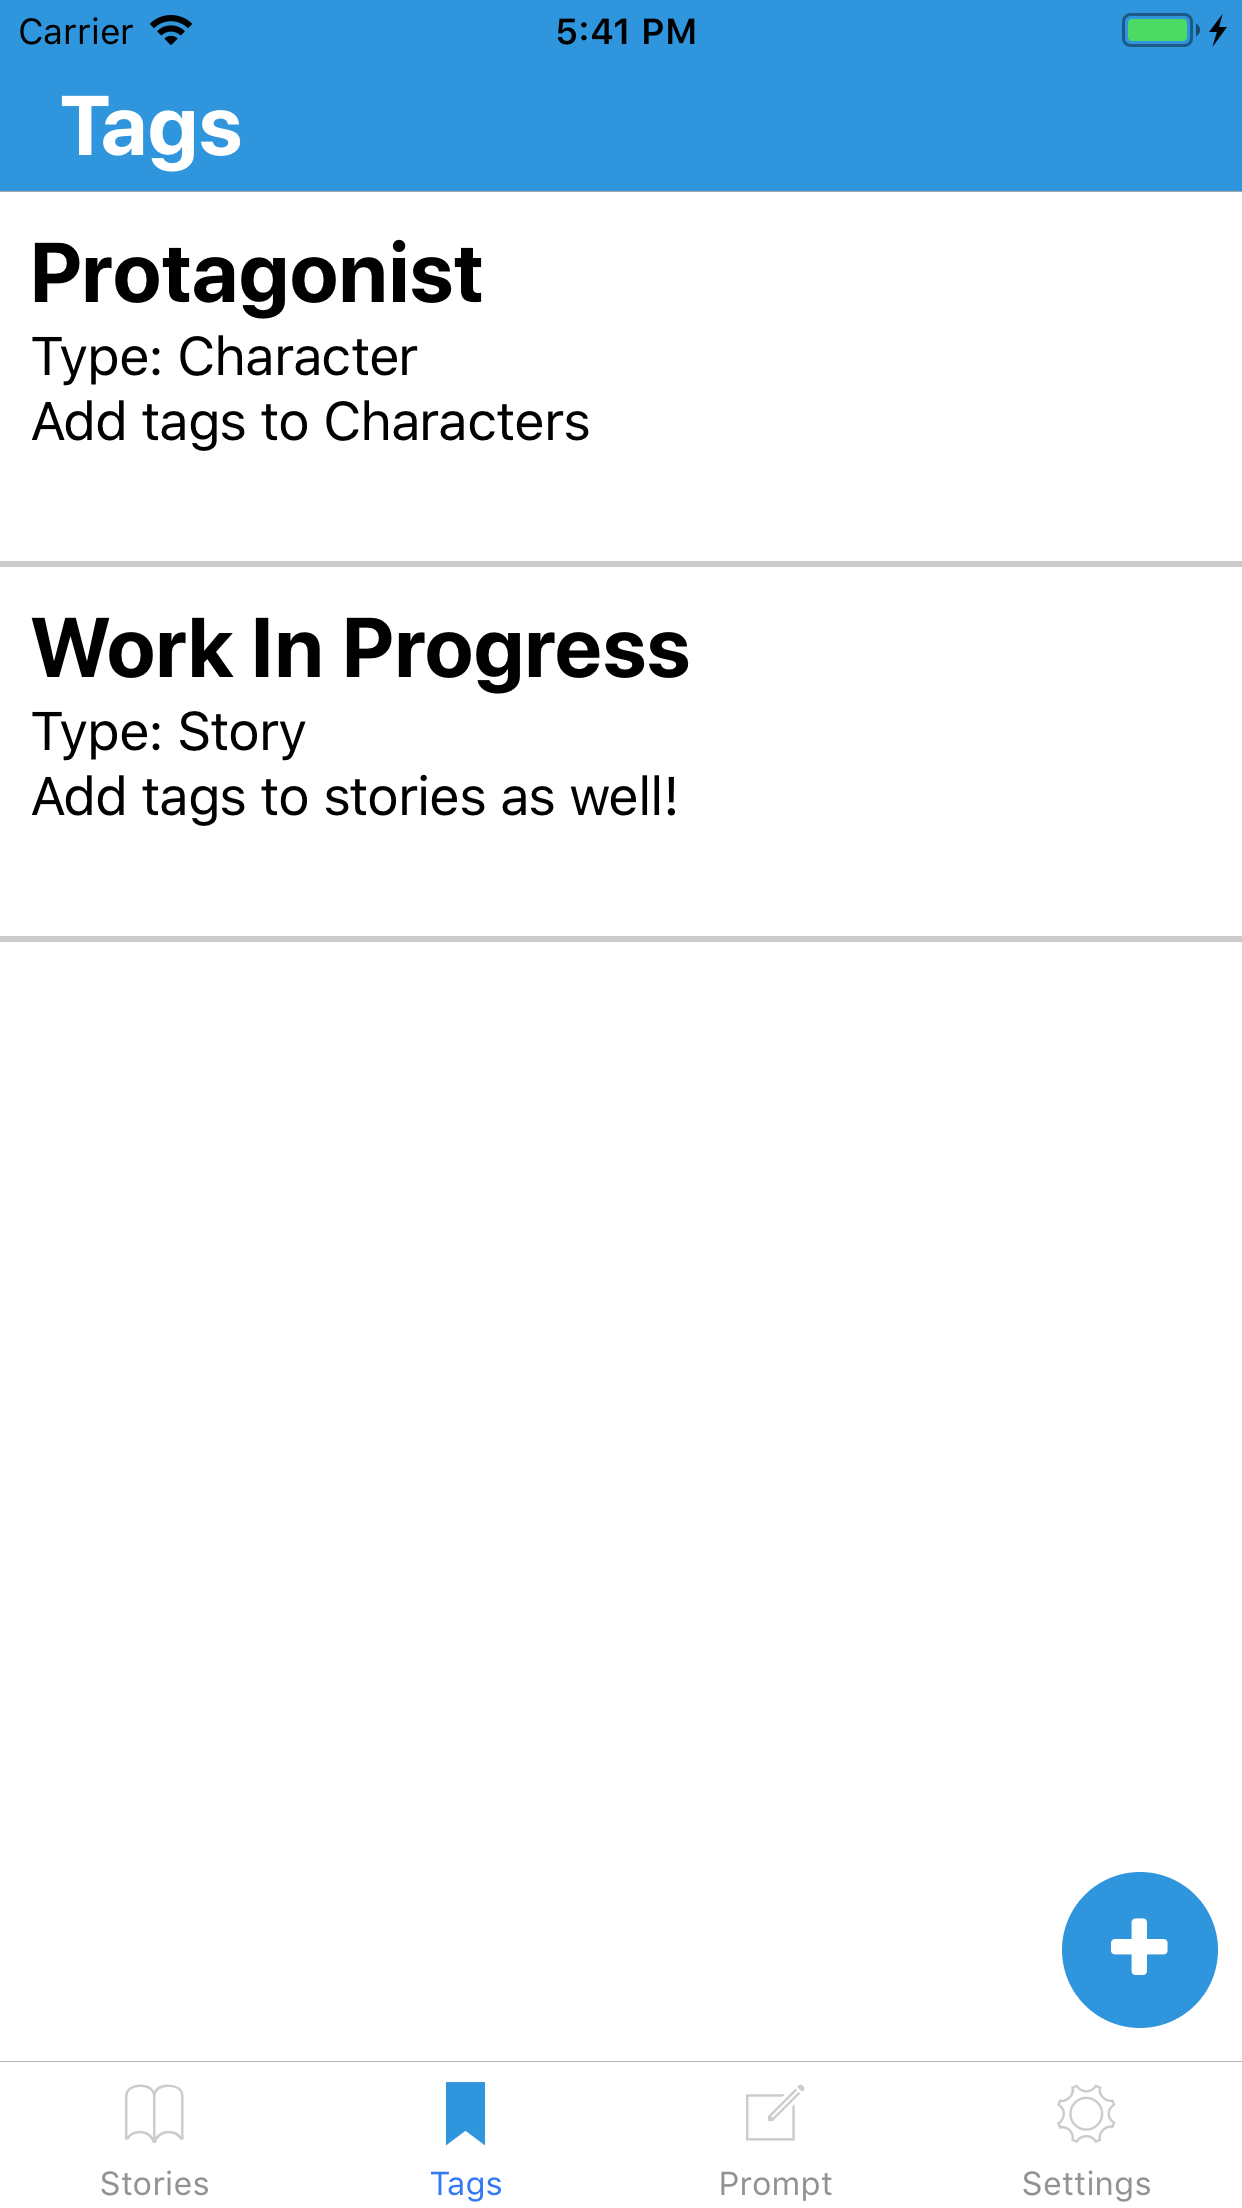 Carrier 5:41 PM
Tags
Protagonist
Type: Character
Add tags to Characters
Work In Progress
Type: Story
Add tags to stories as well!
Stories Tags Prompt Settings